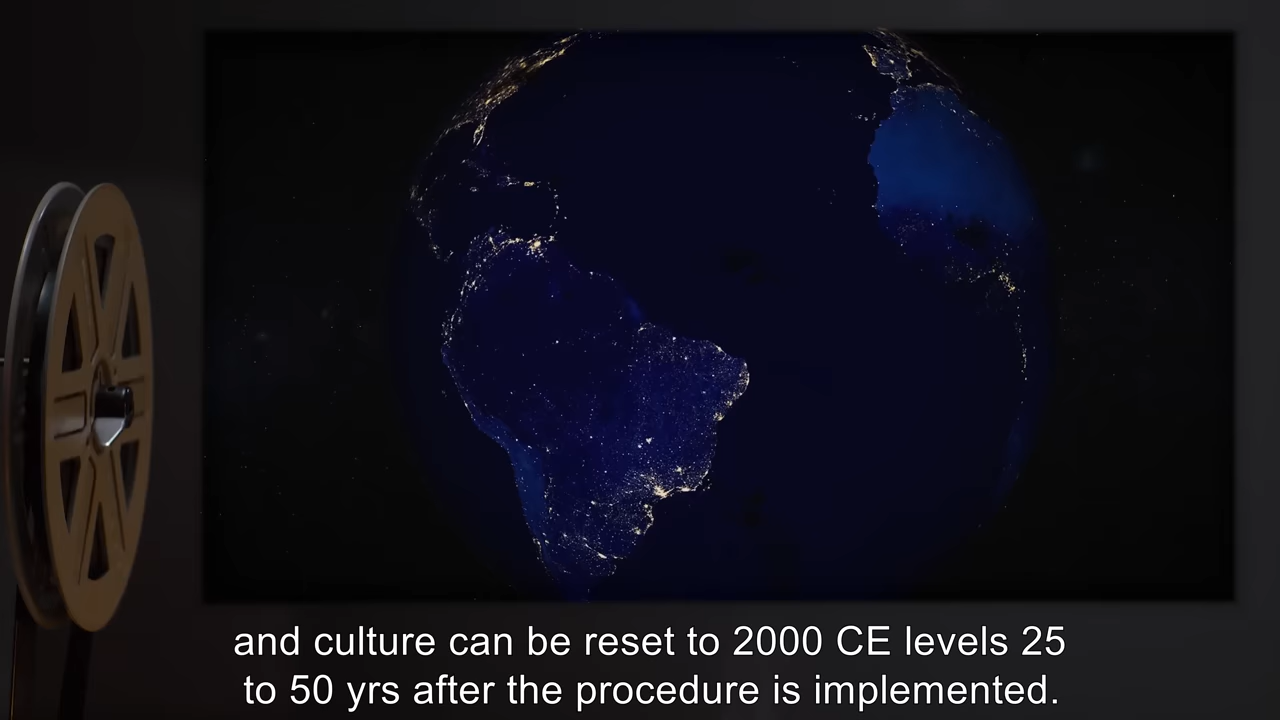 and culture can be reset to 2000 CE levels 25
to 50 yrs after the procedure is implemented.